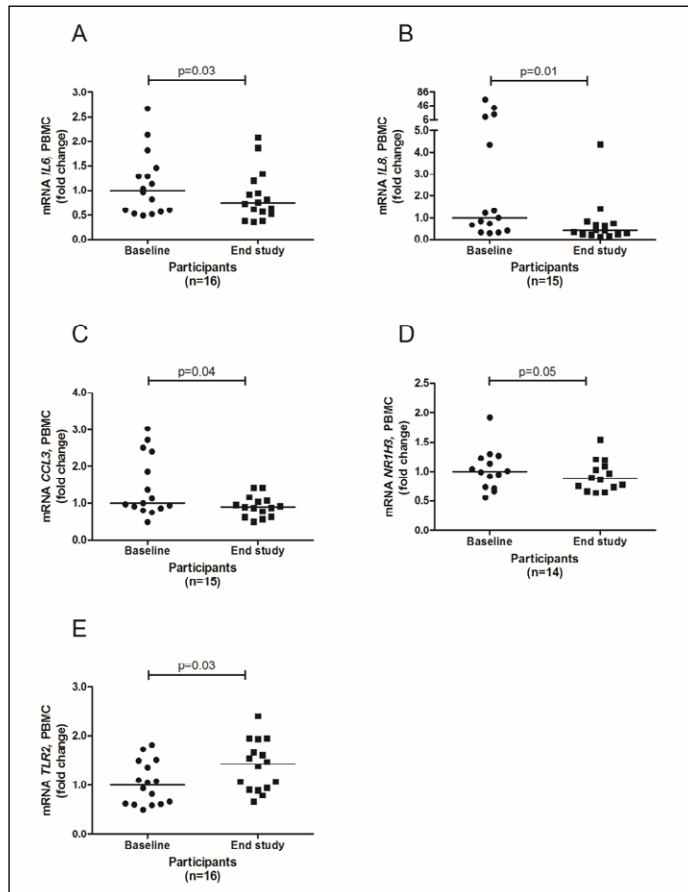 A
p=0.03
mRNA IL6, PBMC
(fold change)
3.0
2.5
2.0
1.5
1.0
0.5
0.0
Baseline End study
Participants
(n=16)
B
p=0.01
mRNA IL8, PBMC
(fold change)
86
46
6
5.0
4.0
3.0
2.0
1.0
0.0
Baseline End study
Participants
(n=15)
C
p=0.04
mRNA CCL3, PBMC
(fold change)
4.0
3.0
2.0
1.0
0.0
Baseline End study
Participants
(n=15)
D
p=0.05
mRNA NR1H3, PBMC
(fold change)
2.5
2.0
1.5
1.0
0.5
0.0
Baseline End study
Participants
(n=14)
E
p=0.03
mRNA TLR2, PBMC
(fold change)
3.0
2.0
1.0
0.0
Baseline End study
Participants
(n=16)